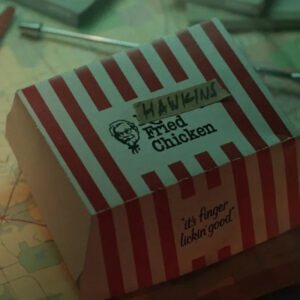 HAWKINS
Fried
Chicken
"it's finger
lickin' good"